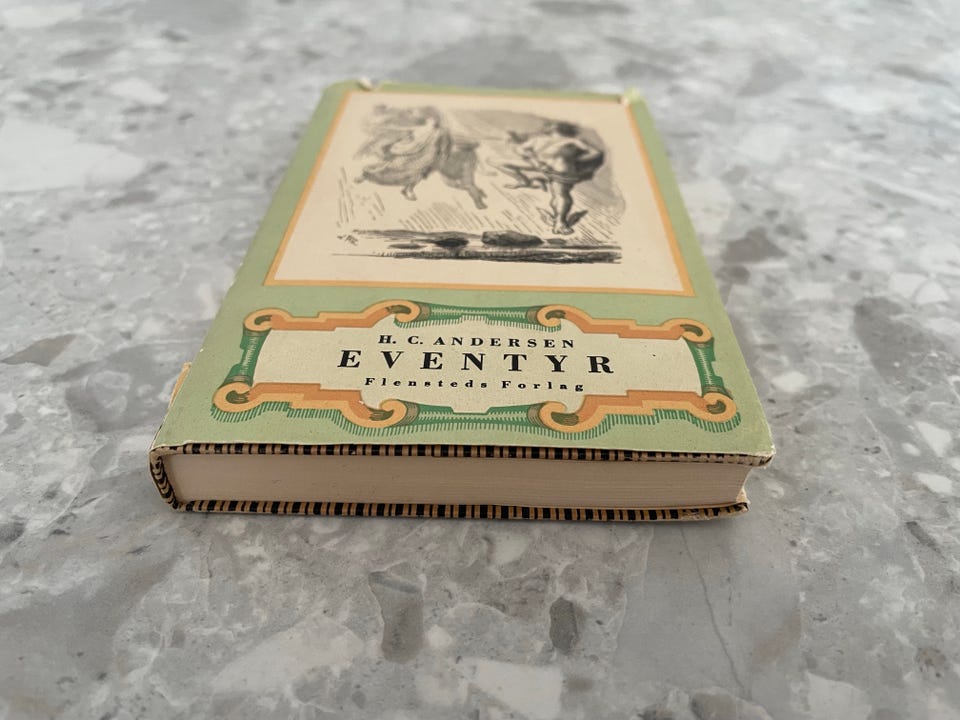 H. C. ANDERSEN
EVENTYR
Flensteds Forlag